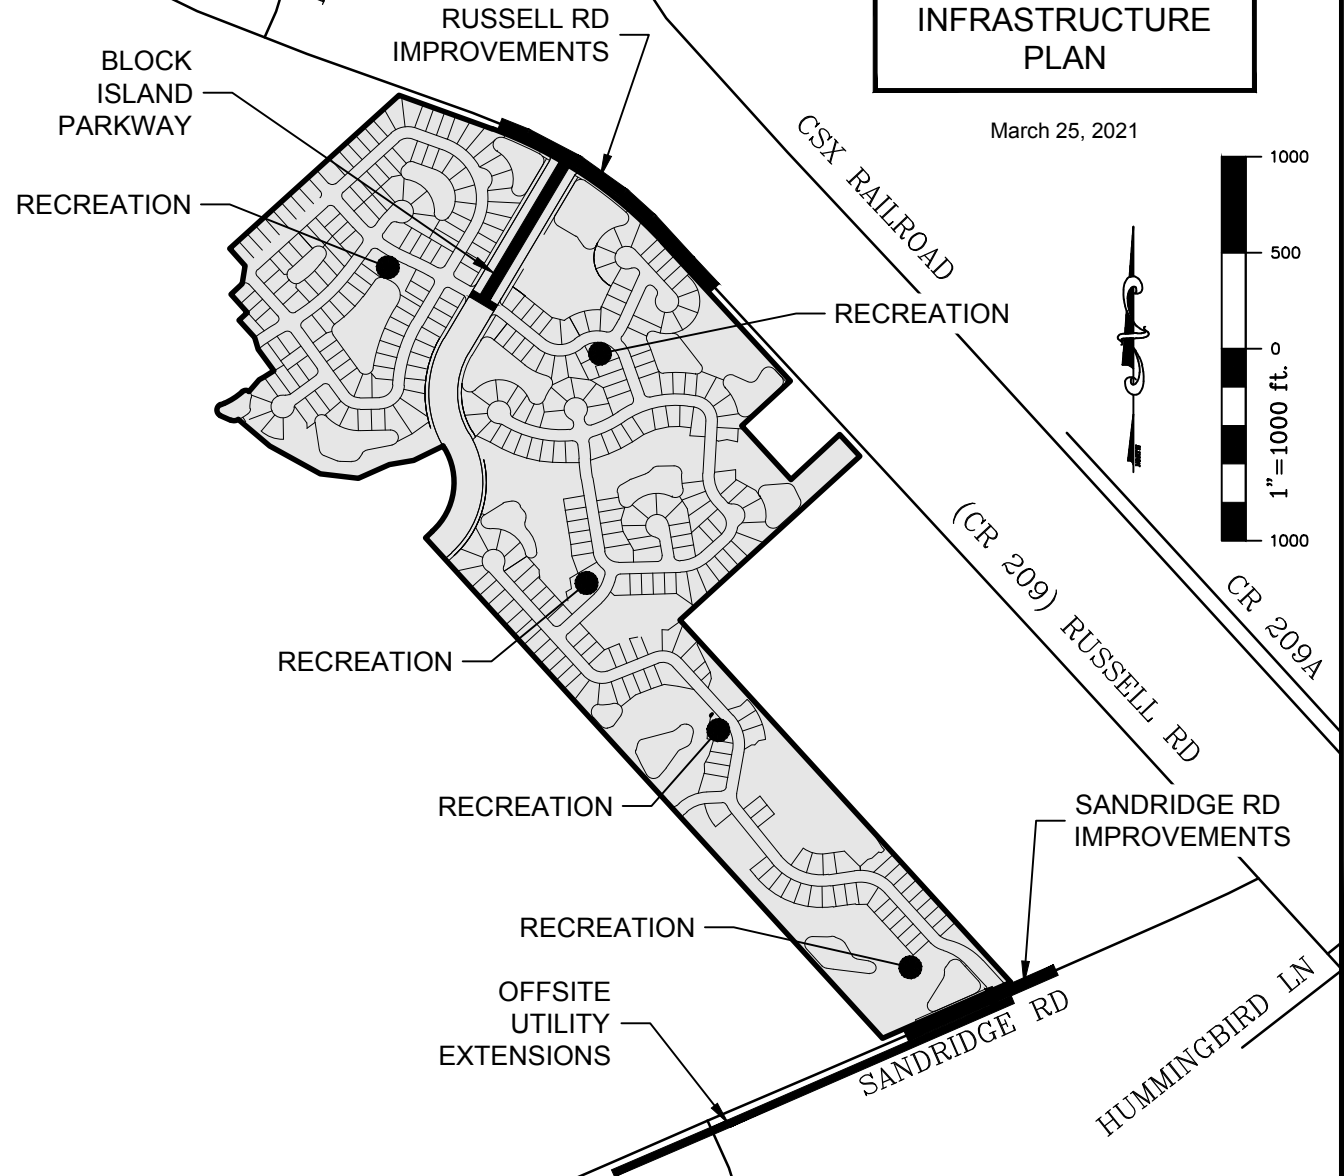 INFRASTRUCTURE
PLAN
March 25, 2021
RUSSELL RD
IMPROVEMENTS
BLOCK
ISLAND
PARKWAY
RECREATION
CSX RAILROAD
RECREATION
1000
500
0
1000
1"=1000 ft.
(CR 209) RUSSELL RD
CR 209A
RECREATION
RECREATION
SANDRIDGE RD
IMPROVEMENTS
RECREATION
OFFSITE
UTILITY
EXTENSIONS
SANDRIDGE RD
HUMMINGBIRD LN